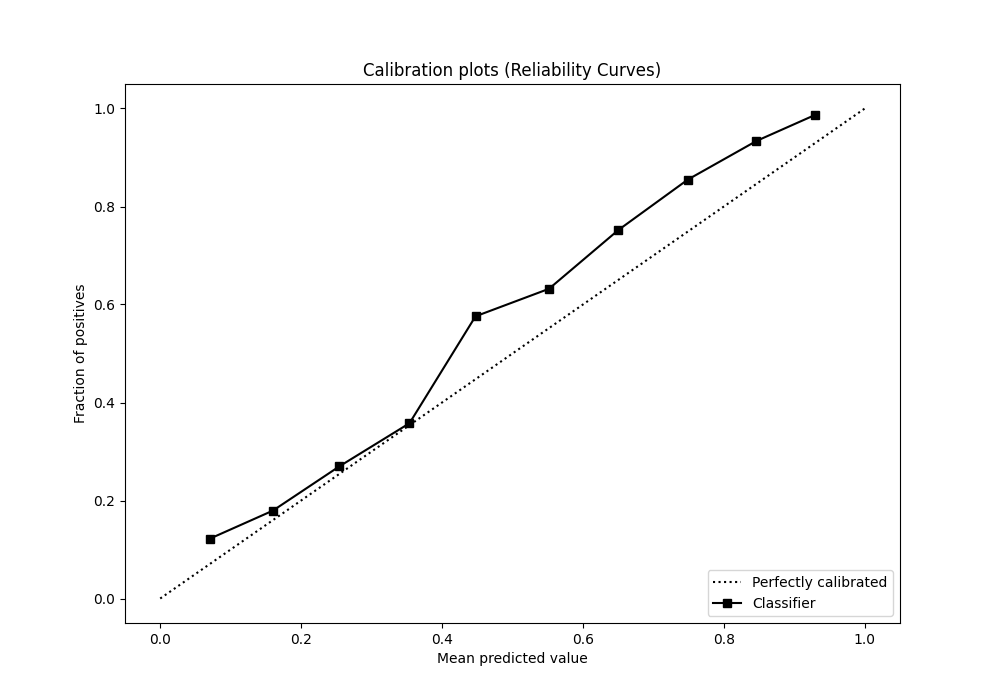 Calibration plots (Reliability Curves)
1.0
0.8
0.6
0.4
0.2
0.0
Fraction of positives
0.0 0.2 0.4 0.6 0.8 1.0
Mean predicted value
Perfectly calibrated
Classifier